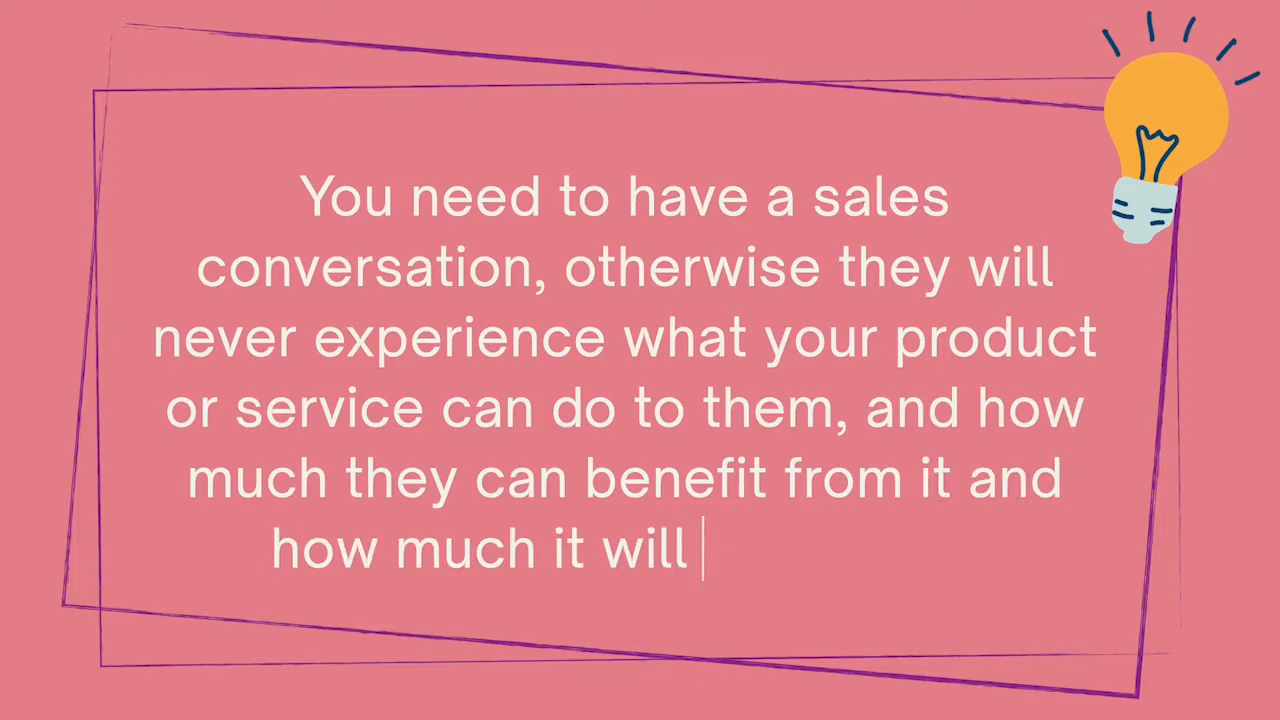 You need to have a sales
conversation, otherwise they will
never experience what your product
or service can do to them, and how
much they can benefit from it and
how much it will